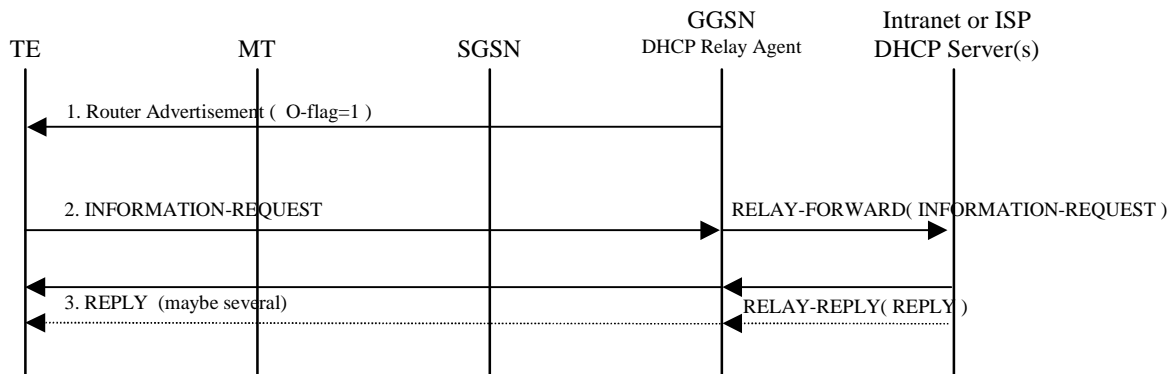 GGSN
Intranet or ISP
TE
MT
SGSN
DHCP Relay Agent
DHCP Server(s)
1. Router Advertisement ( O-flag=1 )
2. INFORMATION-REQUEST
RELAY-FORWARD( INFORMATION-REQUEST )
3. REPLY (maybe several)
RELAY-REPLY( REPLY )